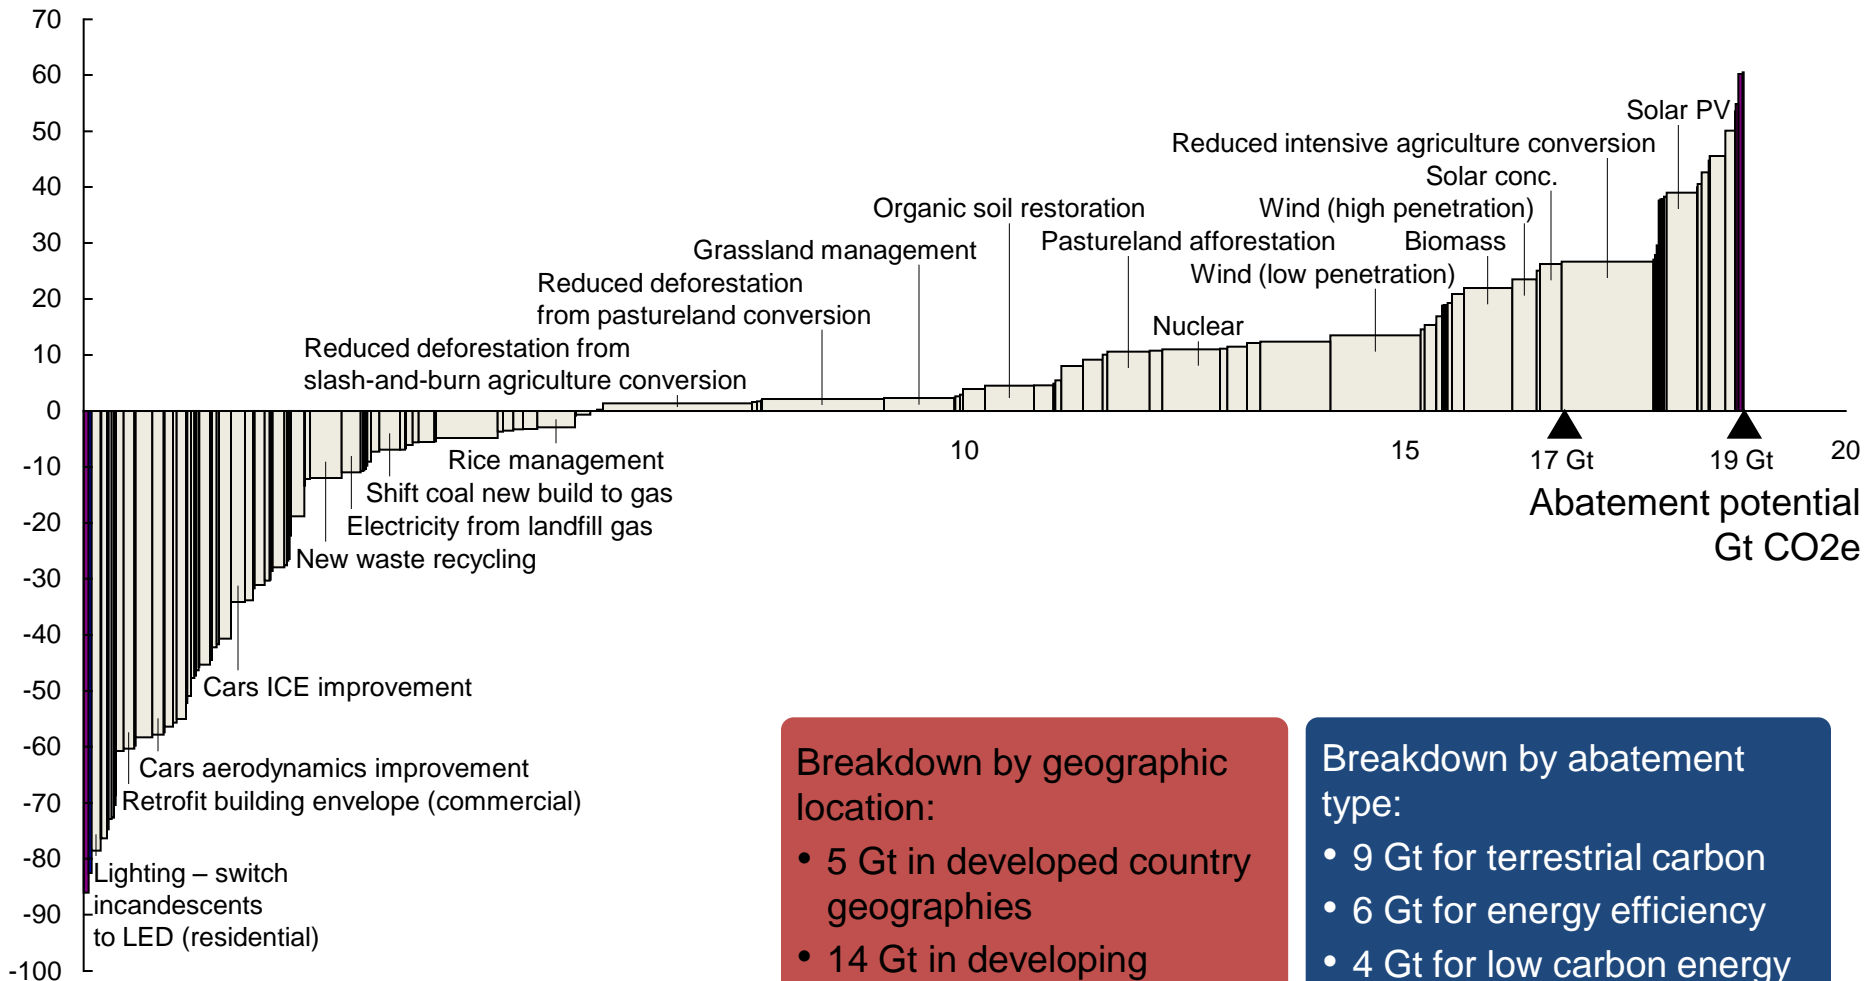 70
60
50
40
30
20
10
0
-10
-20
-30
-40
-50
-60
-70
-80
-90
-100
Solar PV
Reduced intensive agriculture conversion
Solar conc.
Organic soil restoration
Wind (high penetration)
Grassland management
Pastureland afforestation
Biomass
Reduced deforestation
from pastureland conversion
Wind (low penetration)
Nuclear
Reduced deforestation from
slash-and-burn agriculture conversion
10
15
17 Gt
19 Gt
20
Abatement potential
Gt CO2e
Rice management
Shift coal new build to gas
Electricity from landfill gas
New waste recycling
Cars ICE improvement
Cars aerodynamics improvement
Retrofit building envelope (commercial)
Lighting – switch
incandescents
to LED (residential)
Breakdown by geographic
location:
• 5 Gt in developed country
geographies
• 14 Gt in developing
Breakdown by abatement
type:
• 9 Gt for terrestrial carbon
• 6 Gt for energy efficiency
• 4 Gt for low carbon energy